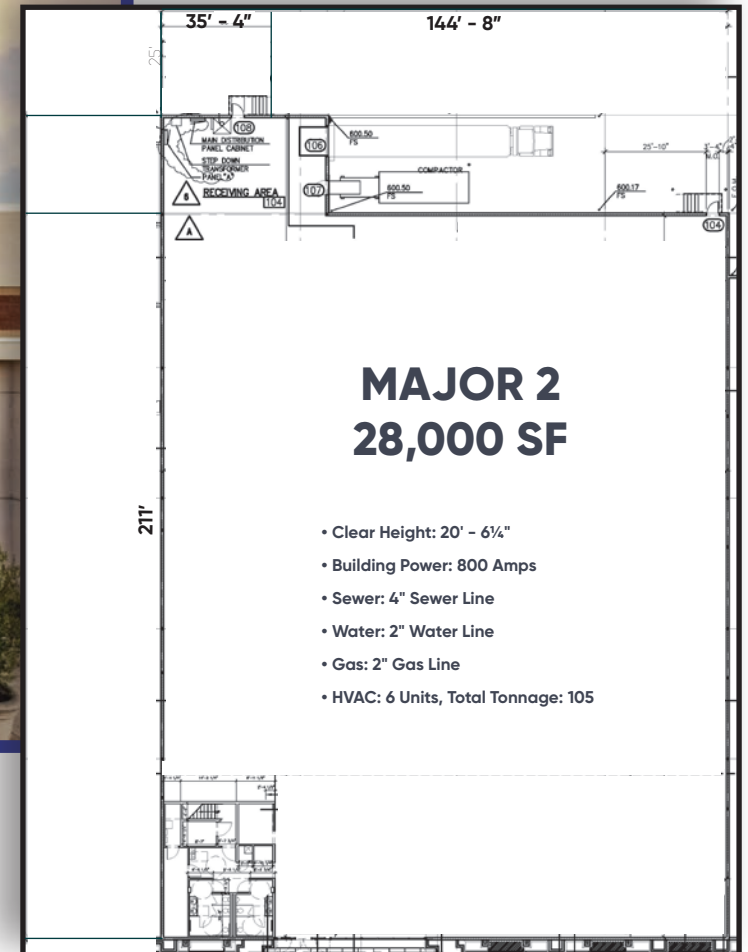 35' - 4"
144' - 8"
25'
108
MAIN DISTRIBUTION
PANEL CABINET
STEP DOWN
TRANSFORMER
PANEL "A"
6
RECEIVING AREA
104
A
106
600.50
FS
107
COMPACTOR
600.50
FS
25'-10"
M.O.
600.17
FS
104
MAJOR 2
28,000 SF
211'
• Clear Height: 20' - 6¼"
• Building Power: 800 Amps
• Sewer: 4" Sewer Line
• Water: 2" Water Line
• Gas: 2" Gas Line
• HVAC: 6 Units, Total Tonnage: 105